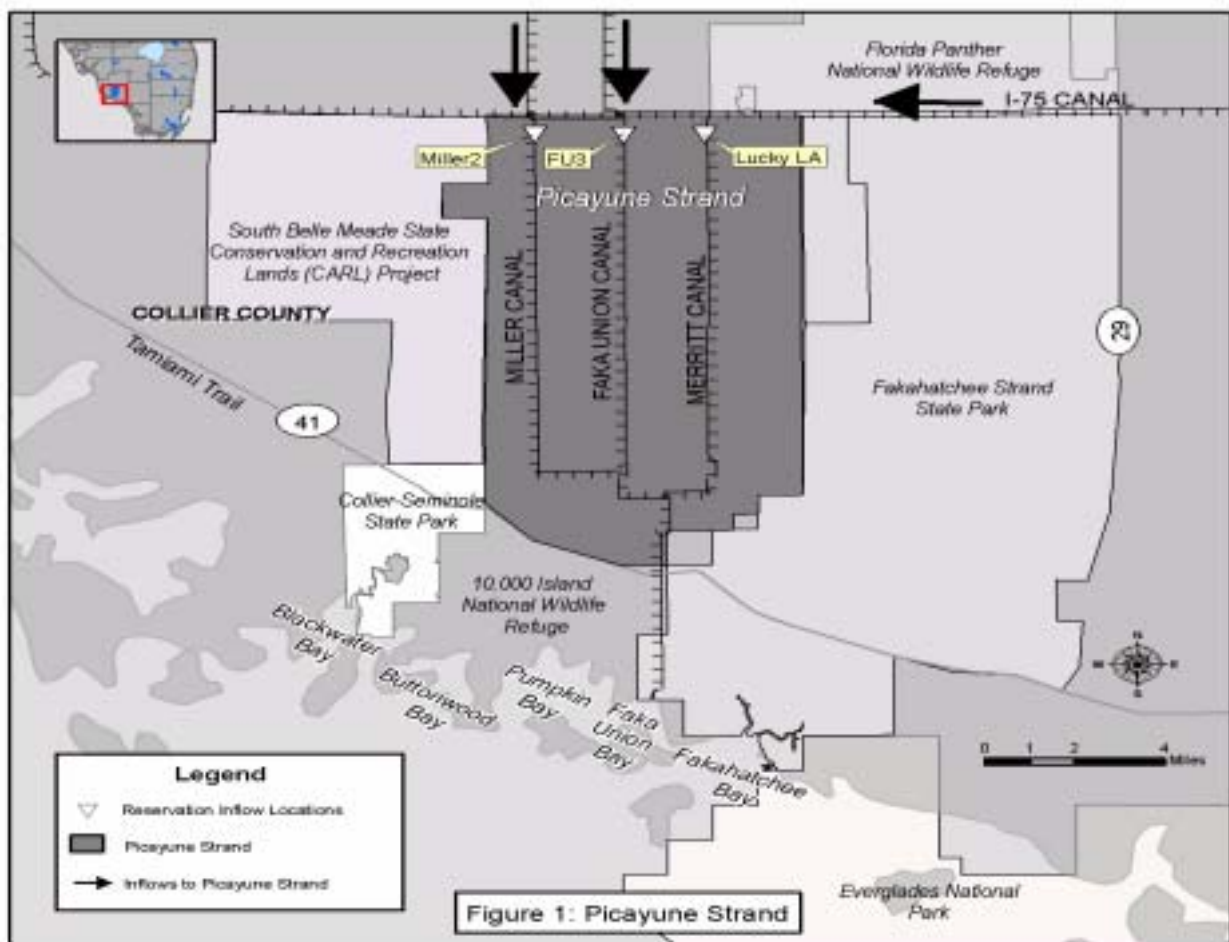 Florida Panther
National Wildlife Refuge
I-75 CANAL
Miller2
FU3
Lucky LA
Picayune Strand
South Belle Meade State
Conservation and Recreation
Lands (CARL) Project
MILLER CANAL
FAKA UNION CANAL
MERRITT CANAL
COLLIER COUNTY
Tamiami Trail
41
29
Fakahatchee Strand
State Park
Collier-Seminole
State Park
10,000 Island
National Wildlife
Refuge
Blackwater
Bay
Buttonwood
Bay
Pumpkin
Bay
Faka
Union
Bay
Fakahatchee
Bay
N
W
E
S
0 1 2 4
Miles
Legend
Reservation Inflow Locations
Picayune Strand
Inflows to Picayune Strand
Everglades National
Park
Figure 1: Picayune Strand